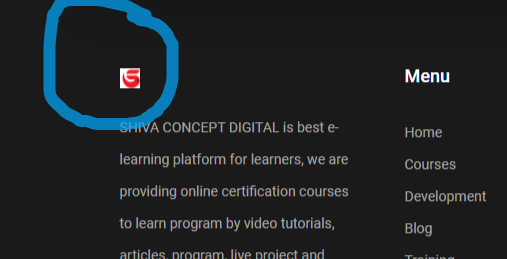 SHIVA CONCEPT DIGITAL is best e-
learning platform for learners, we are
providing online certification courses
to learn program by video tutorials,
articles, program, live project and
Menu
Home
Courses
Development
Blog
Training